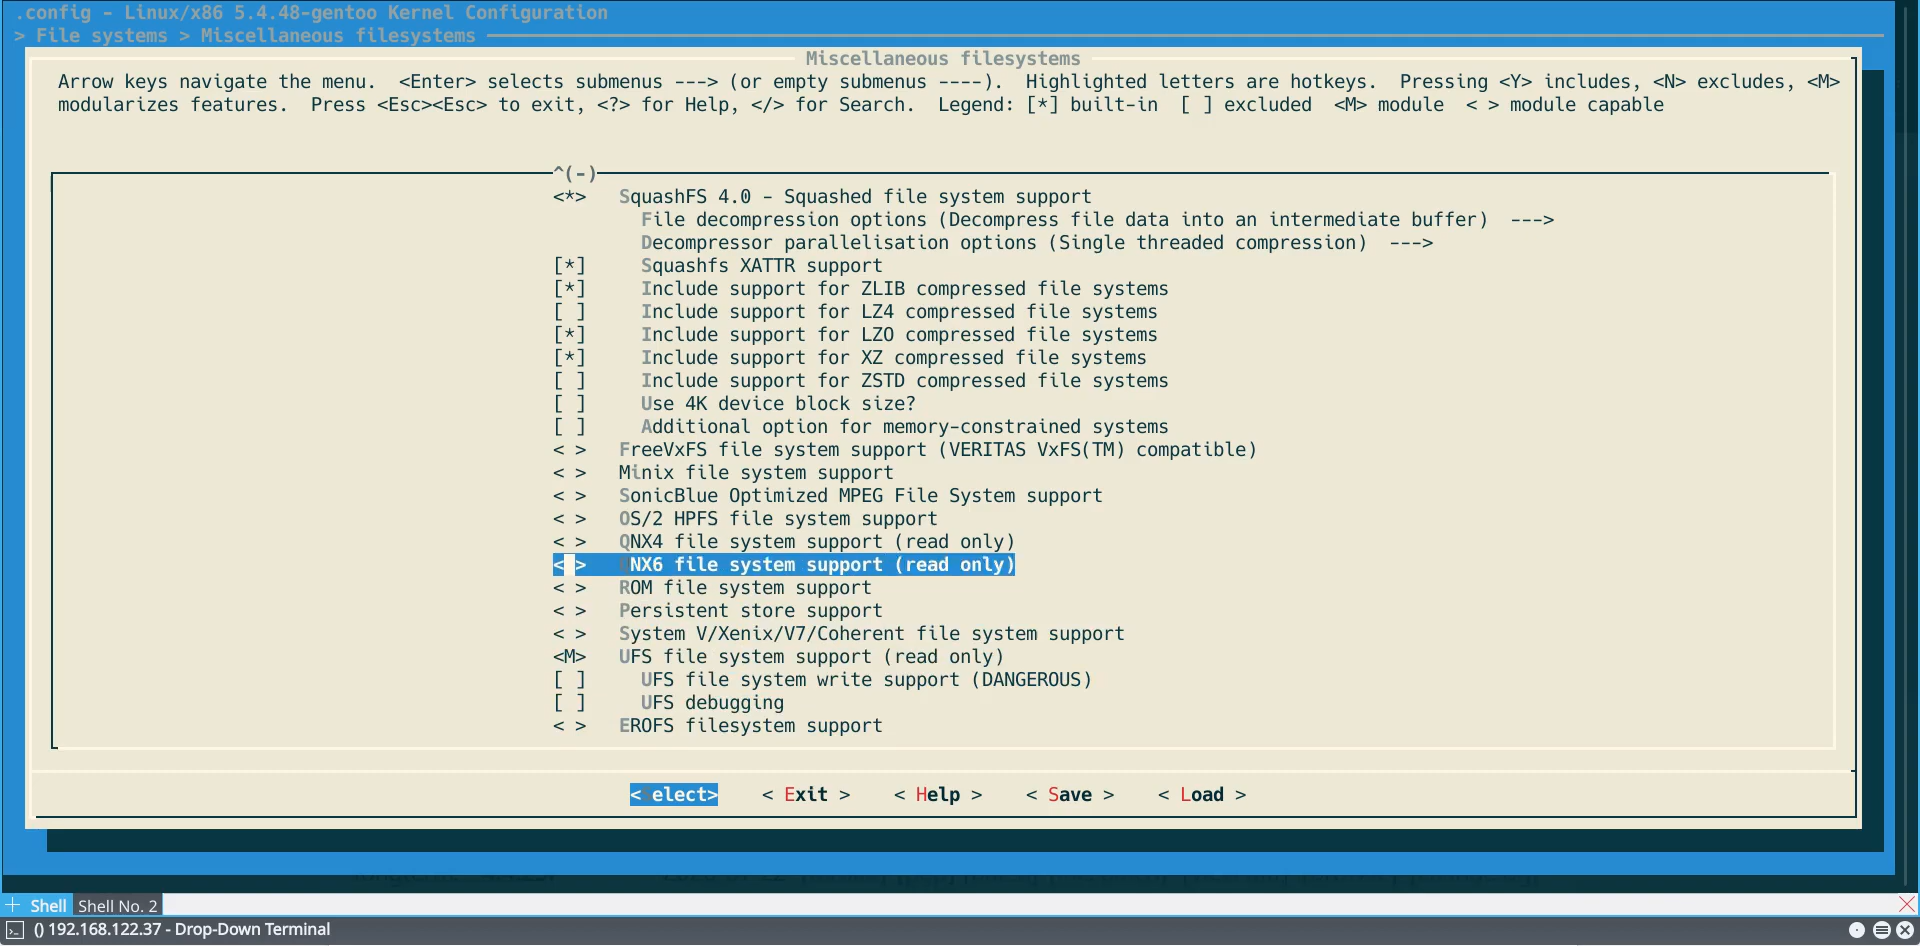 .config - Linux/x86 5.4.48-gentoo Kernel Configuration
> File systems > Miscellaneous filesystems
Miscellaneous filesystems
Arrow keys navigate the menu.  <Enter> selects submenus ---> (or empty submenus ----).  Highlighted letters are hotkeys.  Pressing <Y> includes, <N> excludes, <M>
modularizes features.  Press <Esc><Esc> to exit, <?> for Help, </> for Search.  Legend: [*] built-in  [ ] excluded  <M> module  < > module capable
^(-)
<*>   SquashFS 4.0 - Squashed file system support
File decompression options (Decompress file data into an intermediate buffer)  --->
Decompressor parallelisation options (Single threaded compression)  --->
[*]     Squashfs XATTR support
[*]     Include support for ZLIB compressed file systems
[ ]     Include support for LZ4 compressed file systems
[*]     Include support for LZO compressed file systems
[*]     Include support for XZ compressed file systems
[ ]     Include support for ZSTD compressed file systems
[ ]     Use 4K device block size?
[ ]     Additional option for memory-constrained systems
< >   FreeVxFS file system support (VERITAS VxFS(TM) compatible)
< >   Minix file system support
< >   SonicBlue Optimized MPEG File System support
< >   OS/2 HPFS file system support
< >   QNX4 file system support (read only)
< >   QNX6 file system support (read only)
< >   ROM file system support
< >   Persistent store support
< >   System V/Xenix/V7/Coherent file system support
<M>   UFS file system support (read only)
[ ]     UFS file system write support (DANGEROUS)
[ ]     UFS debugging
< >   EROFS filesystem support
<Select>    < Exit >    < Help >    < Save >    < Load >
Shell
Shell No. 2
() 192.168.122.37 - Drop-Down Terminal